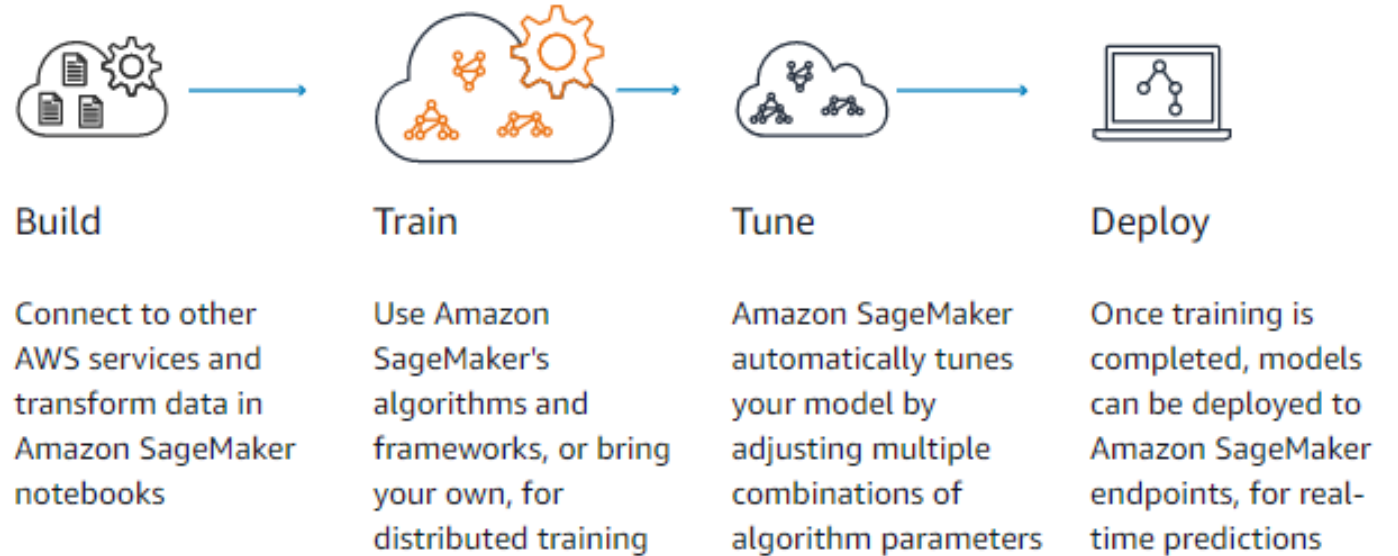 Build
Connect to other
AWS services and
transform data in
Amazon SageMaker
notebooks
Train
Use Amazon
SageMaker's
algorithms and
frameworks, or bring
your own, for
distributed training
Tune
Amazon SageMaker
automatically tunes
your model by
adjusting multiple
combinations of
algorithm parameters
Deploy
Once training is
completed, models
can be deployed to
Amazon SageMaker
endpoints, for real-
time predictions